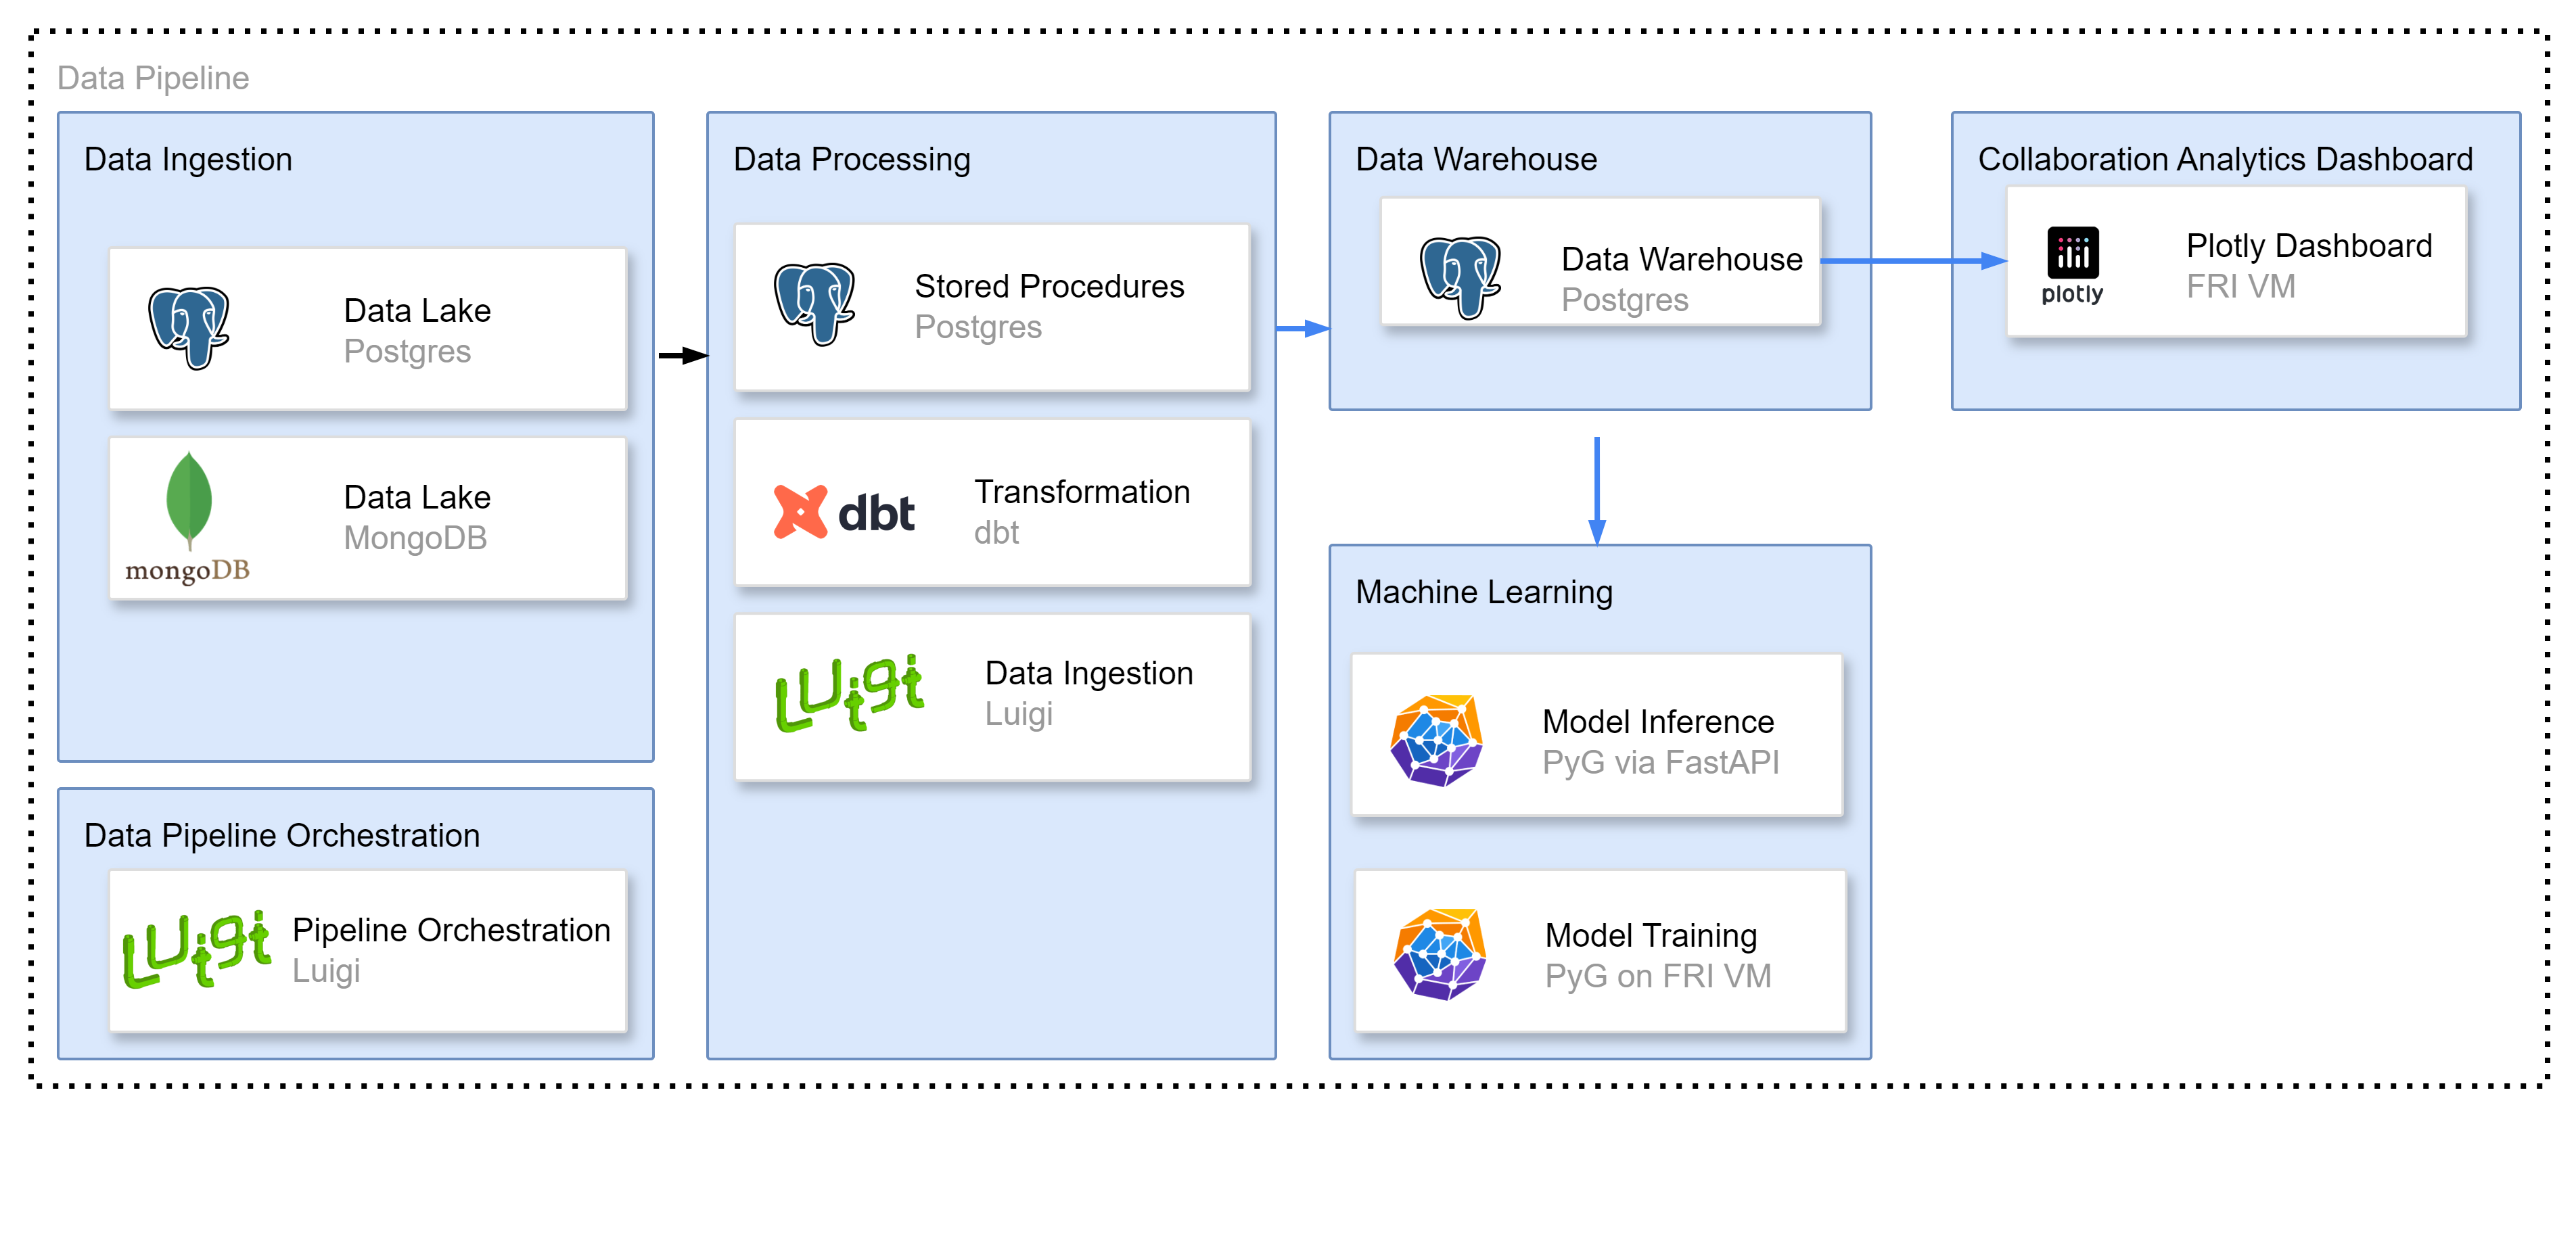 Data Pipeline
Data Ingestion
Data Lake
Postgres
mongoDB
Data Lake
MongoDB
Data Pipeline Orchestration
Luigi
Pipeline Orchestration
Luigi
Data Processing
Stored Procedures
Postgres
dbt
Transformation
dbt
Luigi
Data Ingestion
Luigi
Data Warehouse
Data Warehouse
Postgres
Machine Learning
Model Inference
PyG via FastAPI
Model Training
PyG on FRI VM
Collaboration Analytics Dashboard
plotly
Plotly Dashboard
FRI VM